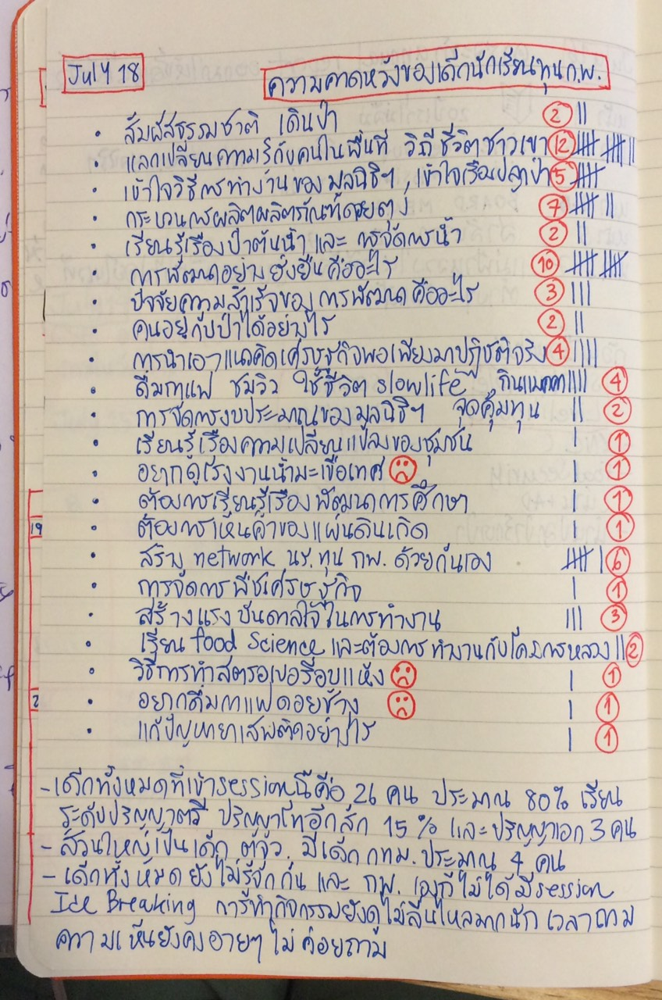 July 18
ความคาดหวังของเด็กนักเรียนทุน ก.พ.
• สัมผัสธรรมชาติ เดินป่า 2 ||
• แลกเปลี่ยนความรู้กับคนในพื้นที่ วิถีชีวิตชาวเขา 12 |||| |||| ||
• เข้าใจวิธีการทำงานของมูลนิธิฯ, เข้าใจเรื่องปลูกป่า 5 ||||
• กระบวนการผลิตผลิตภัณฑ์ดอยตุง 7 |||| ||
• เรียนรู้เรื่องป่าต้นน้ำ และ การจัดการน้ำ 2 ||
• การพัฒนาอย่างยั่งยืนคืออะไร 10 |||| ||||
• ปัจจัยความสำเร็จของการพัฒนาคืออะไร 3 |||
• คนอยู่กับป่าได้อย่างไร 2 ||
• การนำเอาแนวคิดเศรษฐกิจพอเพียงมาปฏิบัติจริง 4 ||||
• ดื่มกาแฟ ชมวิว ใช้ชีวิต slowlife กินแมคคา |||| 4
• การจัดการงบประมาณของมูลนิธิฯ จุดคุ้มทุน || 2
• เรียนรู้เรื่องความเปลี่ยนแปลงของชุมชน | 1
• อยากดูโรงงานน้ำมะเขือเทศ | 1
• ต้องการเรียนรู้เรื่องพัฒนาการศึกษา | 1
19
• ต้องการเห็นค่าของแผ่นดินเกิด | 1
• สร้าง network นร. ทุน กพ. ด้วยกันเอง |||| | 6
• การจัดการพืชเศรษฐกิจ | 1
• สร้างแรงบันดาลใจในการทำงาน ||| 3
• เรียน food Science และต้องการทำงานกับโครงการหลวง || 2
• วิธีการทำสตรอเบอรี่อบแห้ง | 1
2
• อยากดื่มกาแฟดอยช้าง | 1
• แก้ปัญหายาเสพติดอย่างไร | 1
- เด็กทั้งหมดที่เข้า session นี้คือ 26 คน ประมาณ 80% เรียน
ระดับปริญญาตรี ปริญญาโทอีกสัก 15% และปริญญาเอก 3 คน
- ส่วนใหญ่เป็นเด็ก ตจว. มีเด็ก กทม. ประมาณ 4 คน
- เด็กทั้งหมดยังไม่รู้จักกัน และ กพ. เองก็ไม่ได้มี session
Ice Breaking การทำกิจกรรมยังดูไม่ลื่นไหลมากนัก เวลาถาม
ความเห็นยังคงอายๆ ไม่ค่อยถาม